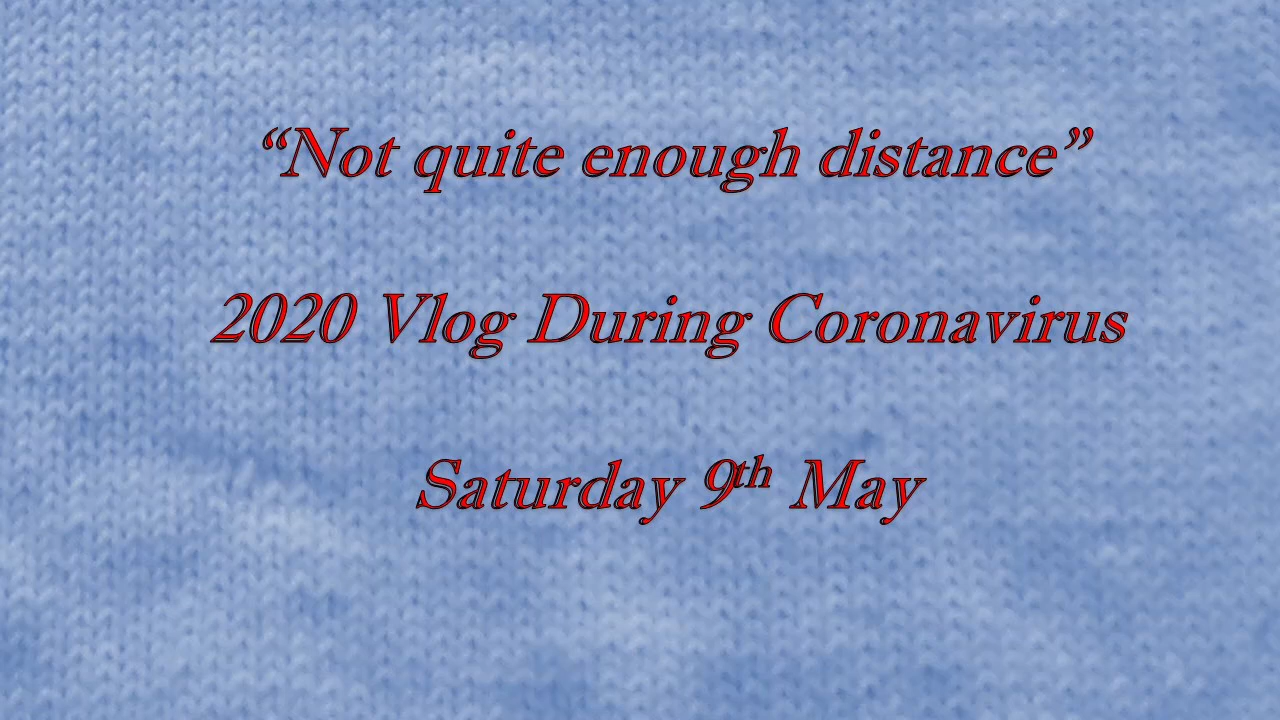 “Not quite enough distance”
2020 Vlog During Coronavirus
Saturday 9th May